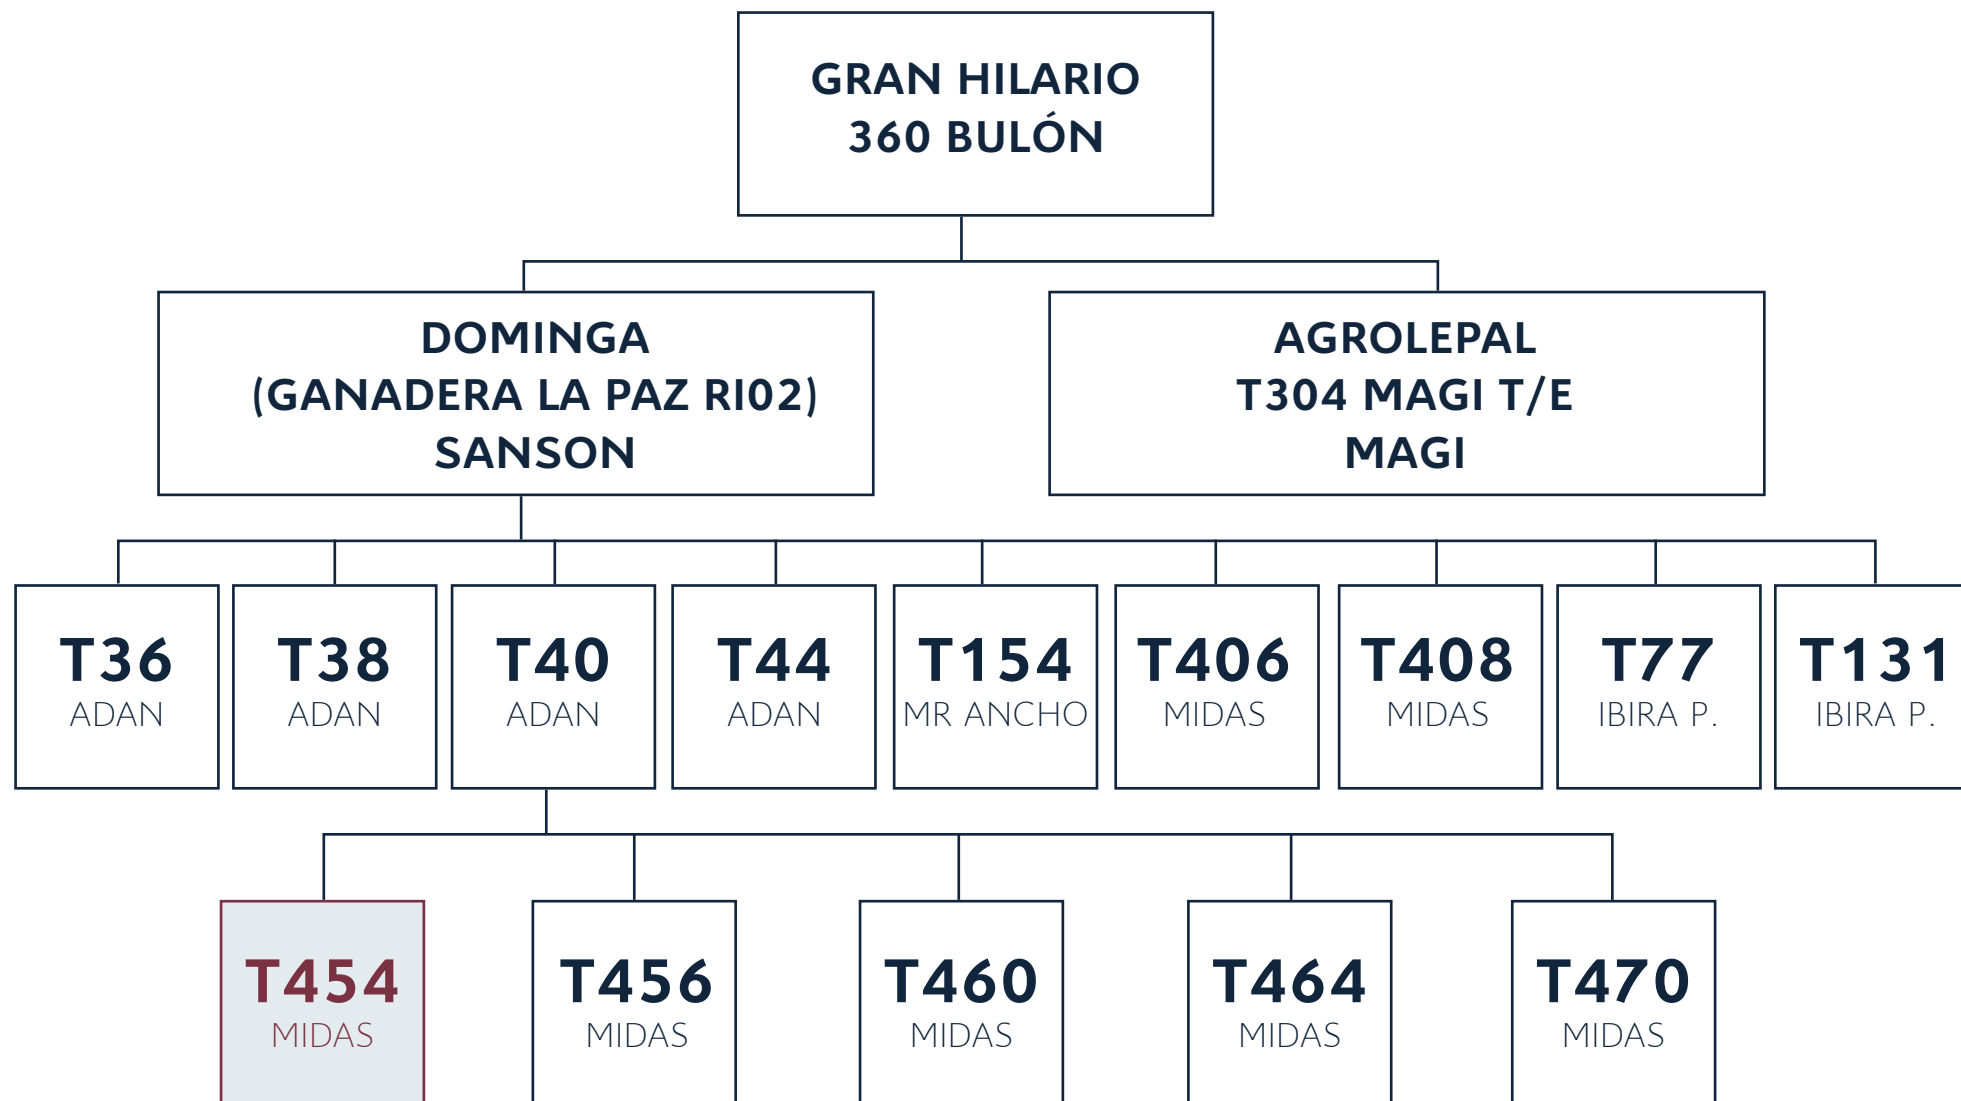 GRAN HILARIO
360 BULÓN
DOMINGA
(GANADERA LA PAZ RI02)
SANSON
AGROLEPAL
T304 MAGI T/E
MAGI
T36
ADAN
T38
ADAN
T40
ADAN
T44
ADAN
T154
MR ANCHO
T406
MIDAS
T408
MIDAS
T77
IBIRA P.
T131
IBIRA P.
T454
MIDAS
T456
MIDAS
T460
MIDAS
T464
MIDAS
T470
MIDAS